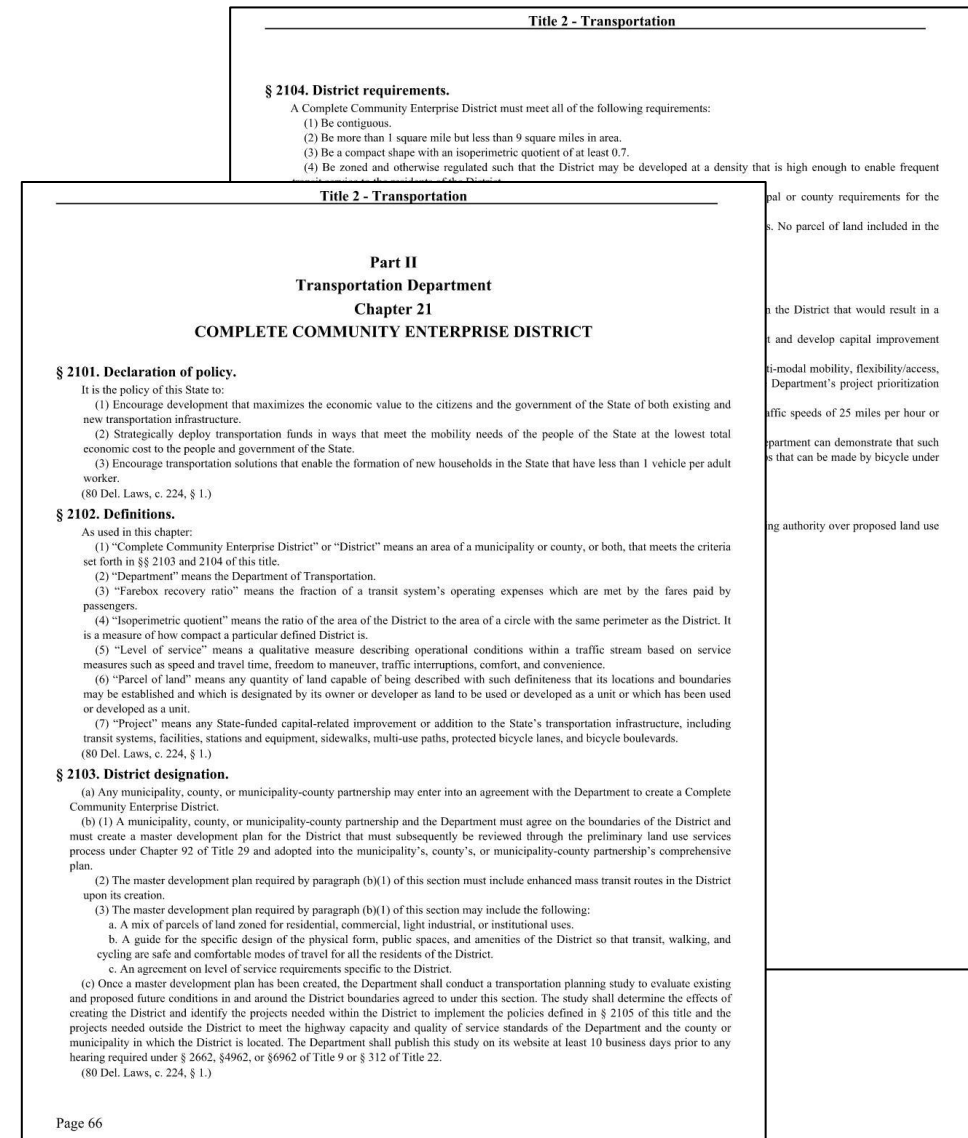 Title 2 - Transportation
§ 2104. District requirements.
A Complete Community Enterprise District must meet all of the following requirements:
(1) Be contiguous.
(2) Be more than 1 square mile but less than 9 square miles in area.
(3) Be a compact shape with an isoperimetric quotient of at least 0.7.
(4) Be zoned and otherwise regulated such that the District may be developed at a density that is high enough to enable frequent
pal or county requirements for the
s. No parcel of land included in the
n the District that would result in a
t and develop capital improvement
ti-modal mobility, flexibility/access,
Department's project prioritization
affic speeds of 25 miles per hour or
epartment can demonstrate that such
s that can be made by bicycle under
ing authority over proposed land use
Title 2 - Transportation
Part II
Transportation Department
Chapter 21
COMPLETE COMMUNITY ENTERPRISE DISTRICT
§ 2101. Declaration of policy.
It is the policy of this State to:
(1) Encourage development that maximizes the economic value to the citizens and the government of the State of both existing and
new transportation infrastructure.
(2) Strategically deploy transportation funds in ways that meet the mobility needs of the people of the State at the lowest total
economic cost to the people and government of the State.
(3) Encourage transportation solutions that enable the formation of new households in the State that have less than 1 vehicle per adult
worker.
(80 Del. Laws, c. 224, § 1.)
§ 2102. Definitions.
As used in this chapter:
(1) “Complete Community Enterprise District” or “District” means an area of a municipality or county, or both, that meets the criteria
set forth in §§ 2103 and 2104 of this title.
(2) “Department” means the Department of Transportation.
(3) “Farebox recovery ratio” means the fraction of a transit system’s operating expenses which are met by the fares paid by
passengers.
(4) “Isoperimetric quotient” means the ratio of the area of the District to the area of a circle with the same perimeter as the District. It
is a measure of how compact a particular defined District is.
(5) “Level of service” means a qualitative measure describing operational conditions within a traffic stream based on service
measures such as speed and travel time, freedom to maneuver, traffic interruptions, comfort, and convenience.
(6) “Parcel of land” means any quantity of land capable of being described with such definiteness that its locations and boundaries
may be established and which is designated by its owner or developer as land to be used or developed as a unit or which has been used
or developed as a unit.
(7) “Project” means any State-funded capital-related improvement or addition to the State’s transportation infrastructure, including
transit systems, facilities, stations and equipment, sidewalks, multi-use paths, protected bicycle lanes, and bicycle boulevards.
(80 Del. Laws, c. 224, § 1.)
§ 2103. District designation.
(a) Any municipality, county, or municipality-county partnership may enter into an agreement with the Department to create a Complete
Community Enterprise District.
(b) (1) A municipality, county, or municipality-county partnership and the Department must agree on the boundaries of the District and
must create a master development plan for the District that must subsequently be reviewed through the preliminary land use services
process under Chapter 92 of Title 29 and adopted into the municipality’s, county’s, or municipality-county partnership’s comprehensive
plan.
(2) The master development plan required by paragraph (b)(1) of this section must include enhanced mass transit routes in the District
upon its creation.
(3) The master development plan required by paragraph (b)(1) of this section may include the following:
a. A mix of parcels of land zoned for residential, commercial, light industrial, or institutional uses.
b. A guide for the specific design of the physical form, public spaces, and amenities of the District so that transit, walking, and
cycling are safe and comfortable modes of travel for all the residents of the District.
c. An agreement on level of service requirements specific to the District.
(c) Once a master development plan has been created, the Department shall conduct a transportation planning study to evaluate existing
and proposed future conditions in and around the District boundaries agreed to under this section. The study shall determine the effects of
creating the District and identify the projects needed within the District to implement the policies defined in § 2105 of this title and the
projects needed outside the District to meet the highway capacity and quality of service standards of the Department and the county or
municipality in which the District is located. The Department shall publish this study on its website at least 10 business days prior to any
hearing required under § 2662, §4962, or §6962 of Title 9 or § 312 of Title 22.
(80 Del. Laws, c. 224, § 1.)
Page 66